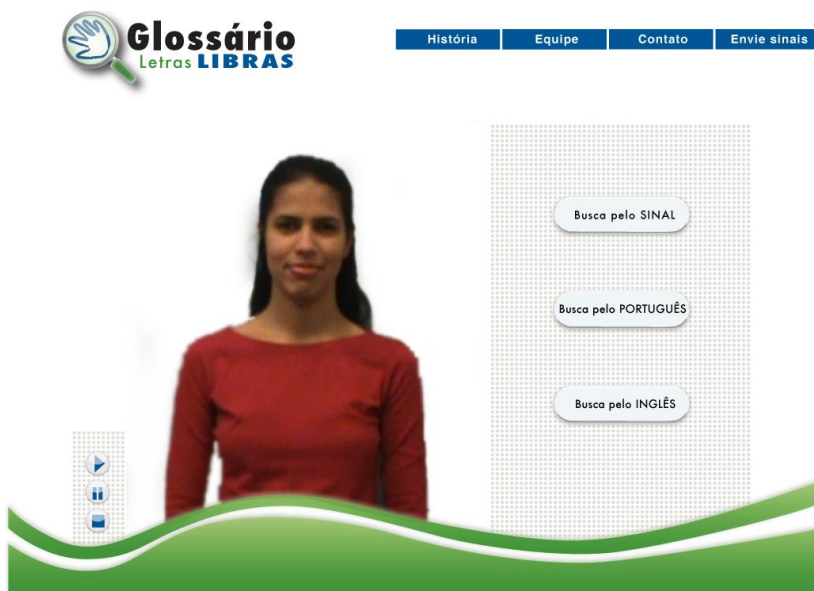 Glossário
Letras LIBRAS
História
Equipe
Contato
Envie sinais
Busca pelo SINAL
Busca pelo PORTUGUÊS
Busca pelo INGLÊS